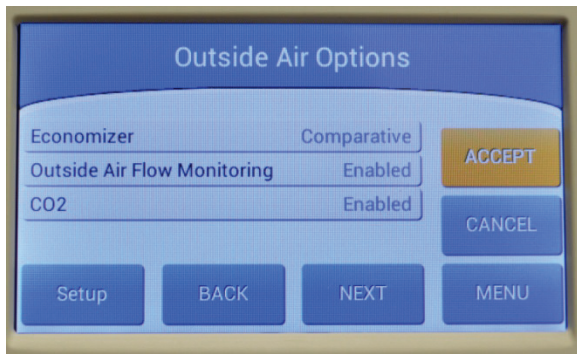 Outside Air Options
Economizer Comparative
ACCEPT
Outside Air Flow Monitoring Enabled
CO2 Enabled
CANCEL
Setup BACK NEXT MENU